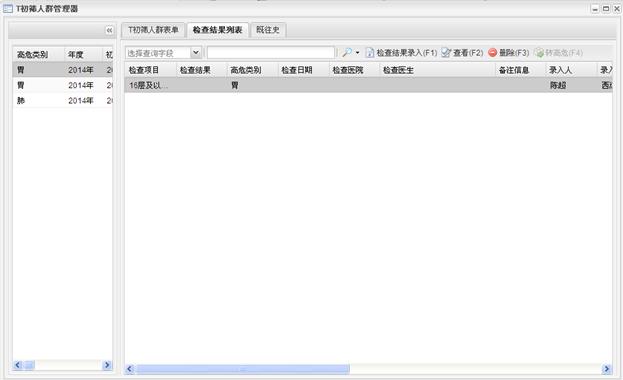 T初筛人群管理器
T初筛人群表单 检查结果列表 既往史
选择查询字段 检查结果录入(F1) 查看(F2) 删除(F3) 转高危(F4)
高危类别 年度 初
胃 2014年 20
胃 2014年 20
肺 2014年 20
检查项目 检查结果 高危类别 检查日期 检查医院 检查医生 备注信息 录入人 录入
16层及以... 胃 陈超